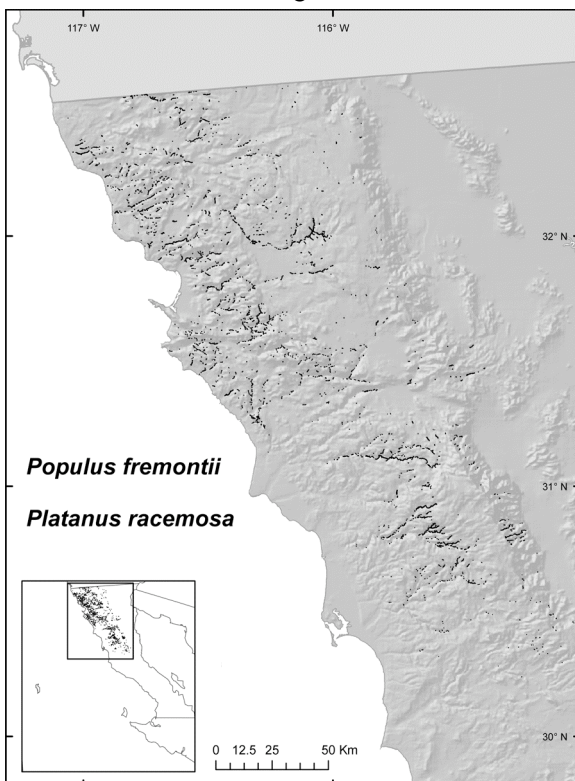 117° W
116° W
32° N
Populus fremontii
31° N
Platanus racemosa
0 12.5 25 50 Km
30° N